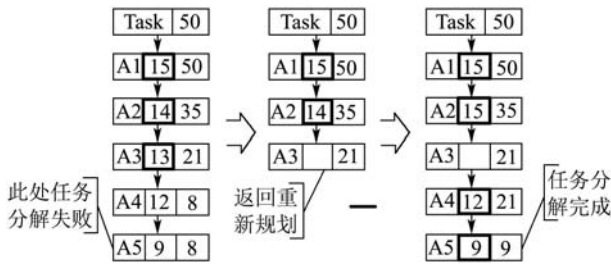 Task 50
A1 15 50
A2 14 35
A3 13 21
A4 12 8
A5 9 8
此处任务
分解失败
Task 50
A1 15 50
A2 14 35
A3 21
返回重
新规划
Task 50
A1 15 50
A2 15 35
A3 21
A4 12 21
A5 9 9
任务分
解完成